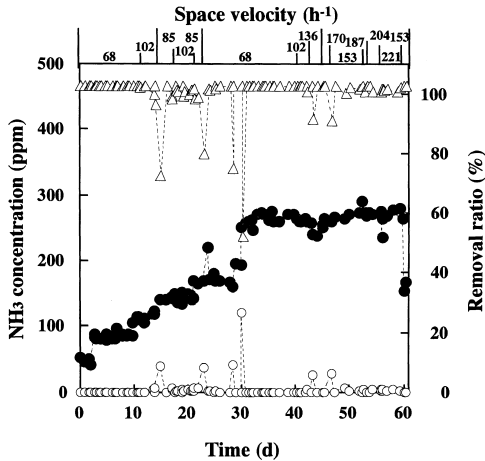 Space velocity (h-1)
68 102 85 102 85 68 102 136 170 153 187 204 221 153
500 400 300 200 100 0
NH3 concentration (ppm)
100 80 60 40 20 0
Removal ratio (%)
0 10 20 30 40 50 60
Time (d)